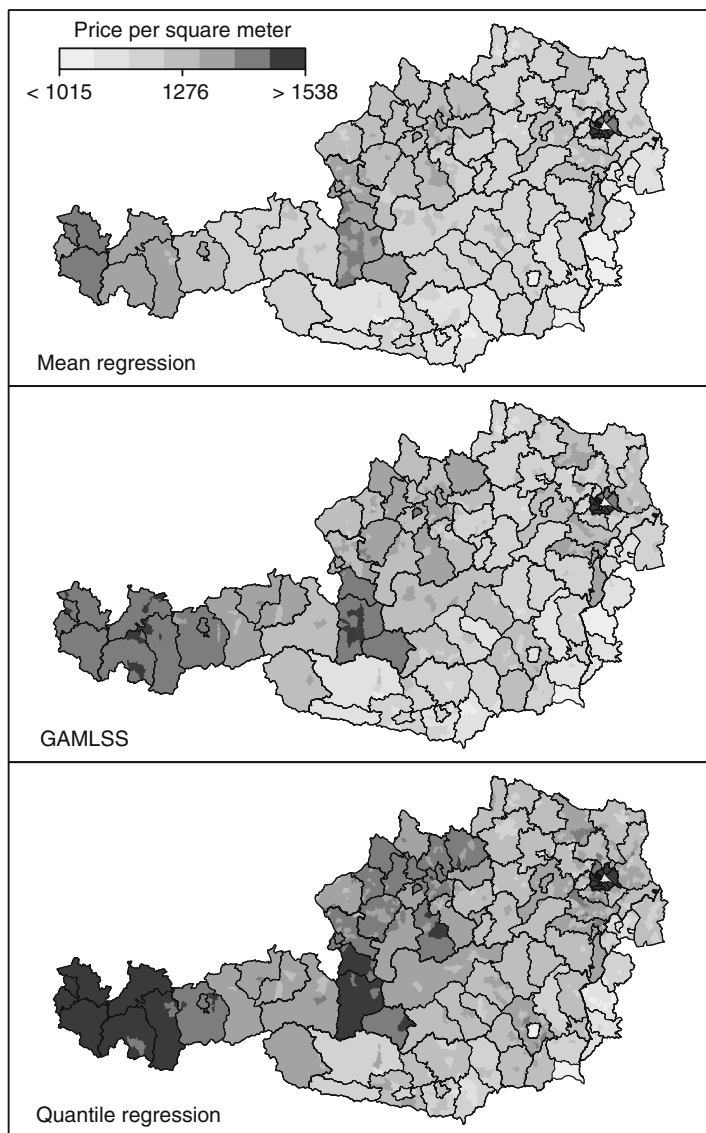 Price per square meter
< 1015 1276 > 1538
Mean regression
GAMLSS
Quantile regression